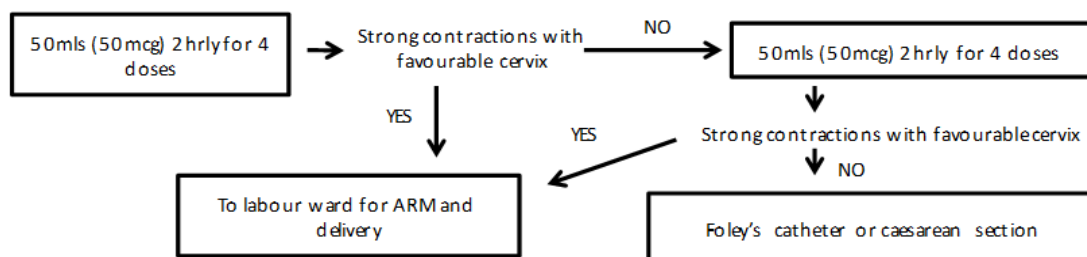 50mls (50mcg) 2hrly for 4
doses
Strong contractions with
favourable cervix
NO
50mls (50mcg) 2hrly for 4 doses
YES
YES
Strong contractions with favourable cervix
NO
To labour ward for ARM and
delivery
Foley's catheter or caesarean section